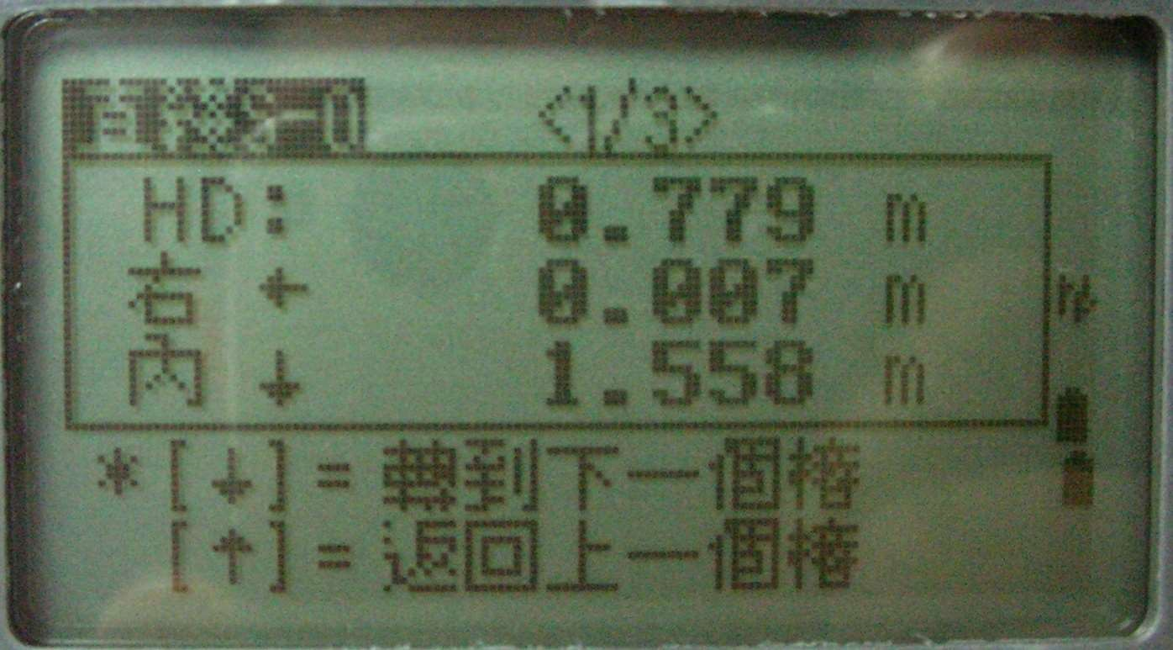 <1/3>
HD: 0.779 m
右 ← 0.007 m
內 ↓ 1.558 m
*[↓]=轉到下一個樁
[↑]=返回上一個樁